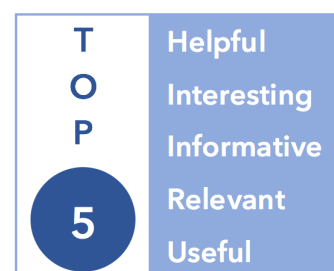 T
O
P
5
Helpful
Interesting
Informative
Relevant
Useful